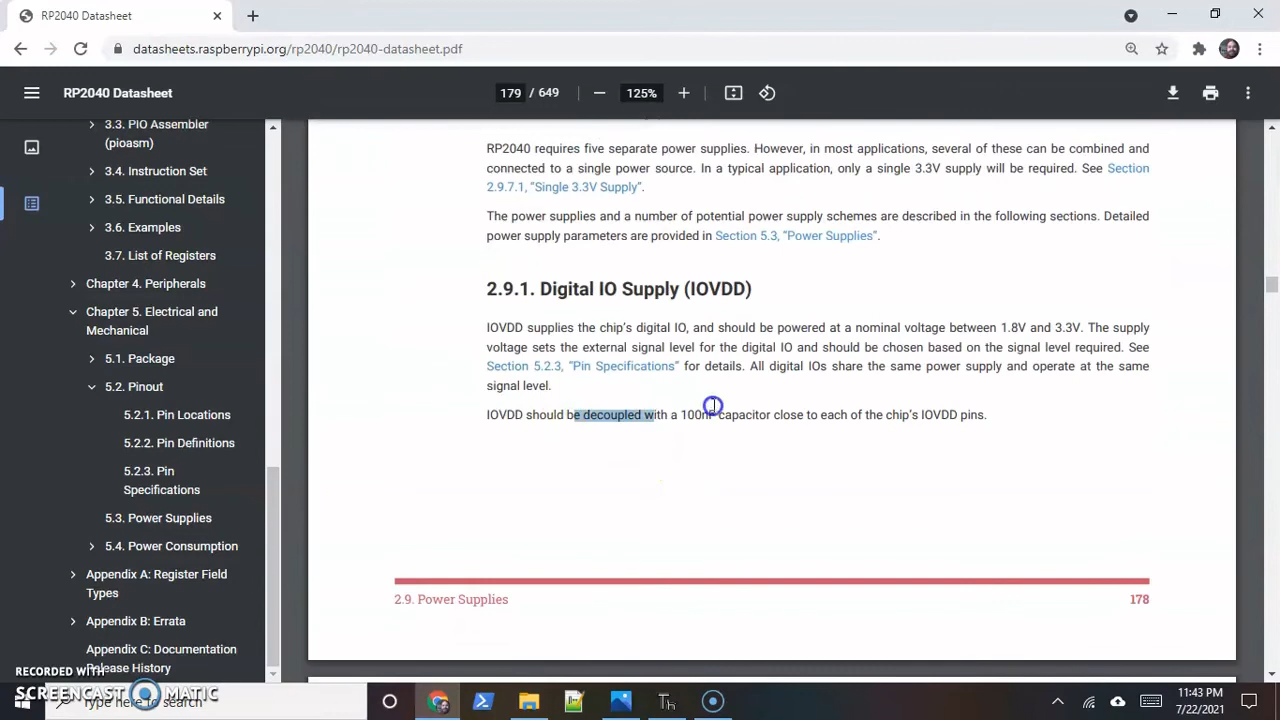 RP2040 Datasheet
datasheets.raspberrypi.org/rp2040/rp2040-datasheet.pdf
RP2040 Datasheet
179 / 649
125%
3.3. PIO Assembler
(pioasm)
3.4. Instruction Set
3.5. Functional Details
3.6. Examples
3.7. List of Registers
Chapter 4. Peripherals
Chapter 5. Electrical and
Mechanical
5.1. Package
5.2. Pinout
5.2.1. Pin Locations
5.2.2. Pin Definitions
5.2.3. Pin
Specifications
5.3. Power Supplies
5.4. Power Consumption
Appendix A: Register Field
Types
Appendix B: Errata
Appendix C: Documentation
Release History
RP2040 requires five separate power supplies. However, in most applications, several of these can be combined and
connected to a single power source. In a typical application, only a single 3.3V supply will be required. See Section
2.9.7.1, “Single 3.3V Supply”.
The power supplies and a number of potential power supply schemes are described in the following sections. Detailed
power supply parameters are provided in Section 5.3, “Power Supplies”.
2.9.1. Digital IO Supply (IOVDD)
IOVDD supplies the chip’s digital IO, and should be powered at a nominal voltage between 1.8V and 3.3V. The supply
voltage sets the external signal level for the digital IO and should be chosen based on the signal level required. See
Section 5.2.3, “Pin Specifications” for details. All digital IOs share the same power supply and operate at the same
signal level.
IOVDD should be decoupled with a 100nF capacitor close to each of the chip’s IOVDD pins.
2.9. Power Supplies
178
RECORDED WITH
SCREENCAST MATIC
Type here to search
11:43 PM
7/22/2021